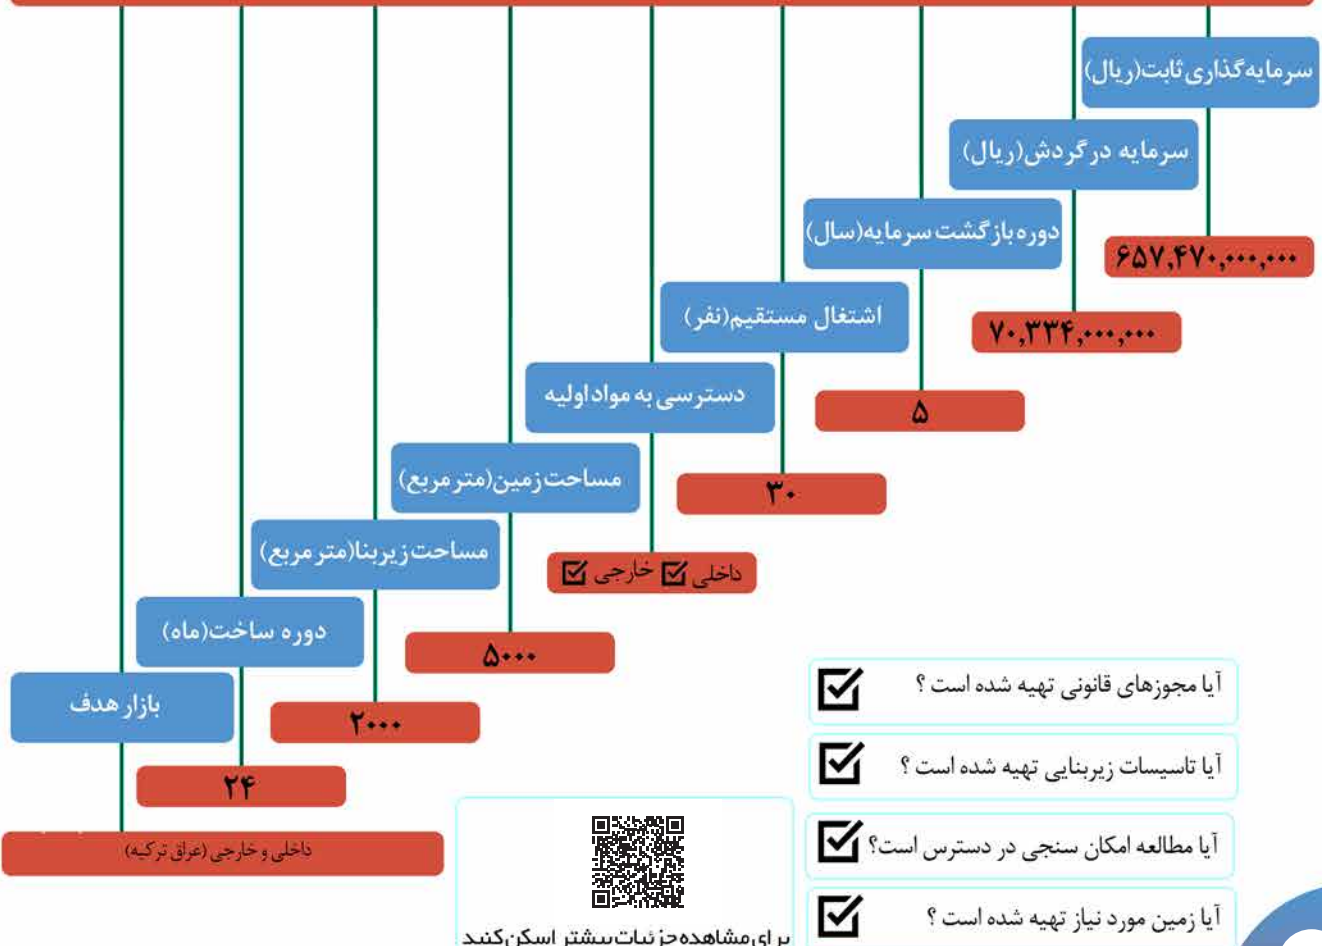 سرمایه‌گذاری ثابت(ریال)
۶۵۷,۴۷۰,۰۰۰,۰۰۰
سرمایه در گردش(ریال)
۷۰,۳۳۴,۰۰۰,۰۰۰
دوره بازگشت سرمایه(سال)
۵
اشتغال مستقیم(نفر)
۳۰
دسترسی به مواد اولیه
داخلی ☑ خارجی ☑
مساحت زمین(متر مربع)
۵۰۰۰
مساحت زیربنا(متر مربع)
۲۰۰۰
دوره ساخت(ماه)
۲۴
بازار هدف
داخلی و خارجی (عراق ترکیه)
آیا مجوزهای قانونی تهیه شده است ؟ ☑
آیا تاسیسات زیربنایی تهیه شده است ؟ ☑
آیا مطالعه امکان سنجی در دسترس است؟ ☑
آیا زمین مورد نیاز تهیه شده است ؟ ☑
برای مشاهده جزئیات بیشتر اسکن کنید